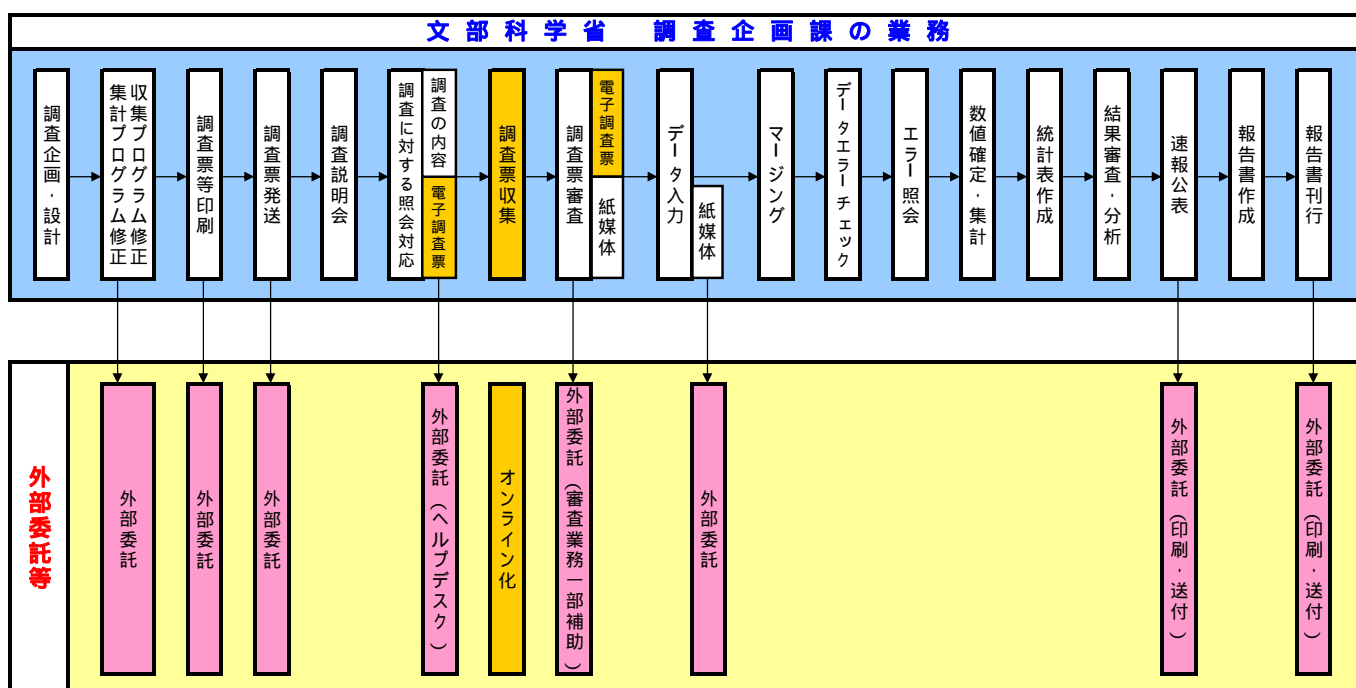 文部科学省　調査企画課の業務
調査企画・設計
収集プログラム修正
集計プログラム修正
調査票等印刷
調査票発送
調査説明会
調査に対する照会対応
調査の内容
電子調査票
調査票収集
調査票審査
電子調査票
紙媒体
データ入力
紙媒体
マージング
データエラーチェック
エラー照会
数値確定・集計
統計表作成
結果審査・分析
速報公表
報告書作成
報告書刊行
外部委託等
外部委託
外部委託
外部委託
外部委託（ヘルプデスク）
オンライン化
外部委託（審査業務一部補助）
外部委託
外部委託（印刷・送付）
外部委託（印刷・送付）